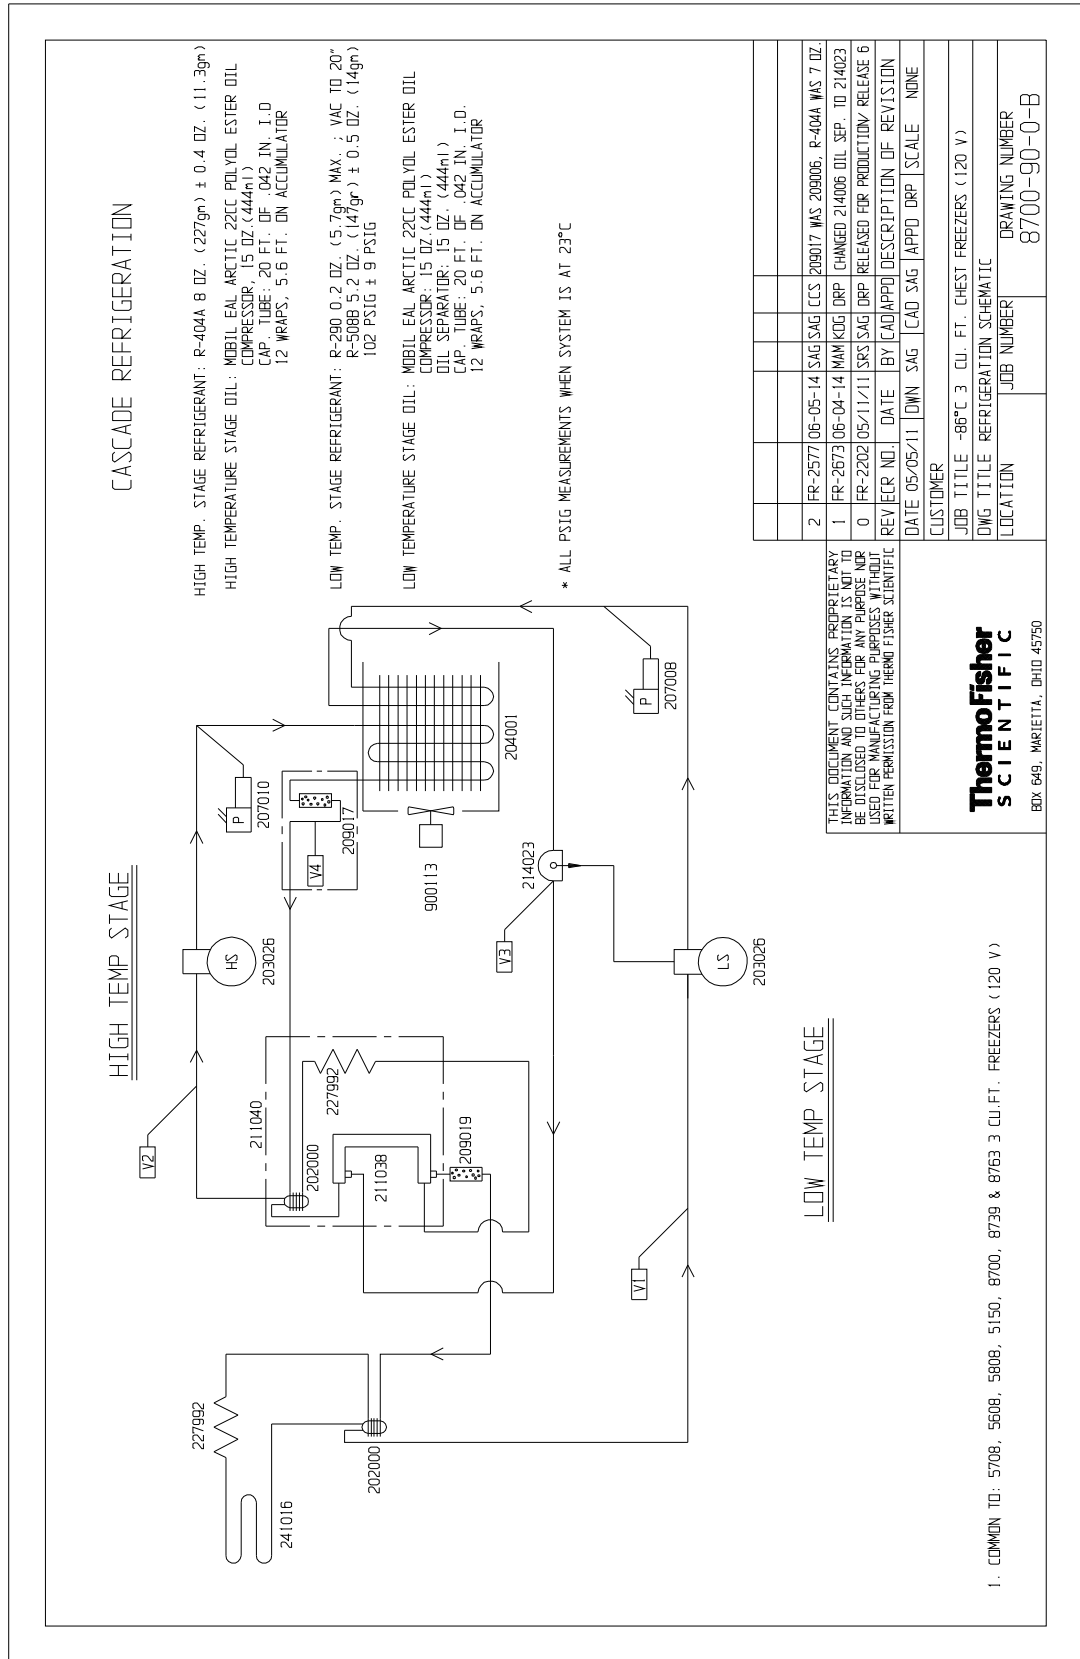 CASCADE REFRIGERATION
HIGH TEMP. STAGE REFRIGERANT: R-404A 8 OZ. (227gm) ± 0.4 OZ. (11.3gm)
HIGH TEMPERATURE STAGE OIL: MOBIL EAL ARCTIC 22CC POLYOL ESTER OIL
COMPRESSOR, 15 OZ.(444ml)
CAP. TUBE: 20 FT. OF .042 IN. I.D
12 WRAPS, 5.6 FT. ON ACCUMULATOR
LOW TEMP. STAGE REFRIGERANT: R-290 0.2 OZ. (5.7gm) MAX. ; VAC TO 20"
R-508B 5.2 OZ. (147gr) ± 0.5 OZ. (14gm)
102 PSIG ± 9 PSIG
LOW TEMPERATURE STAGE OIL: MOBIL EAL ARCTIC 22CC POLYOL ESTER OIL
COMPRESSOR: 15 OZ.(444ml)
OIL SEPARATOR: 15 OZ. (444ml)
CAP. TUBE: 20 FT. OF .042 IN. I.D.
12 WRAPS, 5.6 FT. ON ACCUMULATOR
* ALL PSIG MEASUREMENTS WHEN SYSTEM IS AT 23°C
HIGH TEMP STAGE
V2
HS
203026
P
207010
211040
202000
227992
211038
209019
V4
209017
900113
204001
V3
214023
P
207008
227992
241016
202000
V1
LS
203026
LOW TEMP STAGE
1. COMMON TO: 5708, 5608, 5808, 5150, 8700, 8739 & 8763 3 CU.FT. FREEZERS (120 V)
THIS DOCUMENT CONTAINS PROPRIETARY
INFORMATION AND SUCH INFORMATION IS NOT TO
BE DISCLOSED TO OTHERS FOR ANY PURPOSE NOR
USED FOR MANUFACTURING PURPOSES WITHOUT
WRITTEN PERMISSION FROM THERMO FISHER SCIENTIFIC
ThermoFisher
SCIENTIFIC
BOX 649, MARIETTA, OHIO 45750
2 FR-2577 06-05-14 SAG SAG CCS 209017 WAS 209006, R-404A WAS 7 OZ.
1 FR-2673 06-04-14 MAM KOG DRP CHANGED 214006 OIL SEP. TO 214023
0 FR-2202 05/11/11 SRS SAG DRP RELEASED FOR PRODUCTION/ RELEASE 6
REV ECR NO. DATE BY CAD APPD DESCRIPTION OF REVISION
DATE 05/05/11 DWN SAG CAD SAG APPD DRP SCALE NONE
CUSTOMER
JOB TITLE -86°C 3 CU. FT. CHEST FREEZERS (120 V)
DWG TITLE REFRIGERATION SCHEMATIC
LOCATION JOB NUMBER DRAWING NUMBER
8700-90-0-B